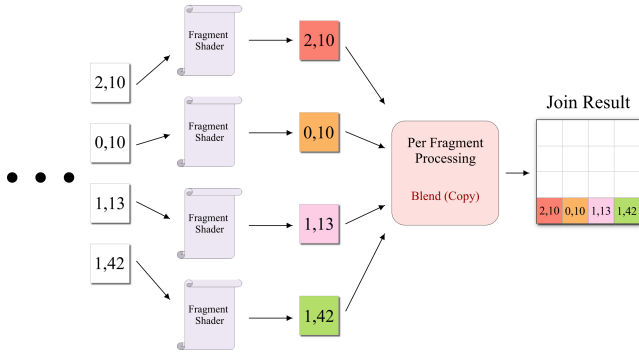 2,10
Fragment
Shader
2,10
0,10
Fragment
Shader
0,10
1,13
Fragment
Shader
1,13
1,42
Fragment
Shader
1,42
Per Fragment
Processing
Blend (Copy)
Join Result
2,10 0,10 1,13 1,42